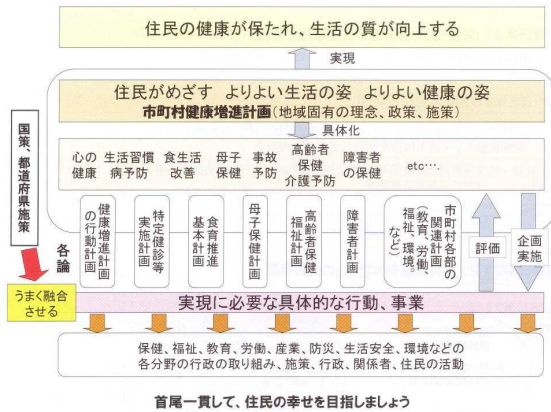 住民の健康が保たれ、生活の質が向上する
実現
住民がめざす よりよい生活の姿 よりよい健康の姿
市町村健康増進計画(地域固有の理念、政策、施策)
具体化
国策、都道府県施策
心の
健康
生活習慣
病予防
食生活
改善
母子
保健
事故
予防
高齢者
保健
介護予防
障害者
の保健
etc….
各論
健康増進計画
の行動計画
特定健診等
実施計画
食育推進
基本計画
母子保健計画
高齢者保健
福祉計画
障害者計画
市町村各部の
関連計画
(教育、労働、
福祉、環境。
など)
評価
企画
実施
うまく融合
させる
実現に必要な具体的な行動、事業
保健、福祉、教育、労働、産業、防災、生活安全、環境などの
各分野の行政の取り組み、施策、行政、関係者、住民の活動
首尾一貫して、住民の幸せを目指しましょう